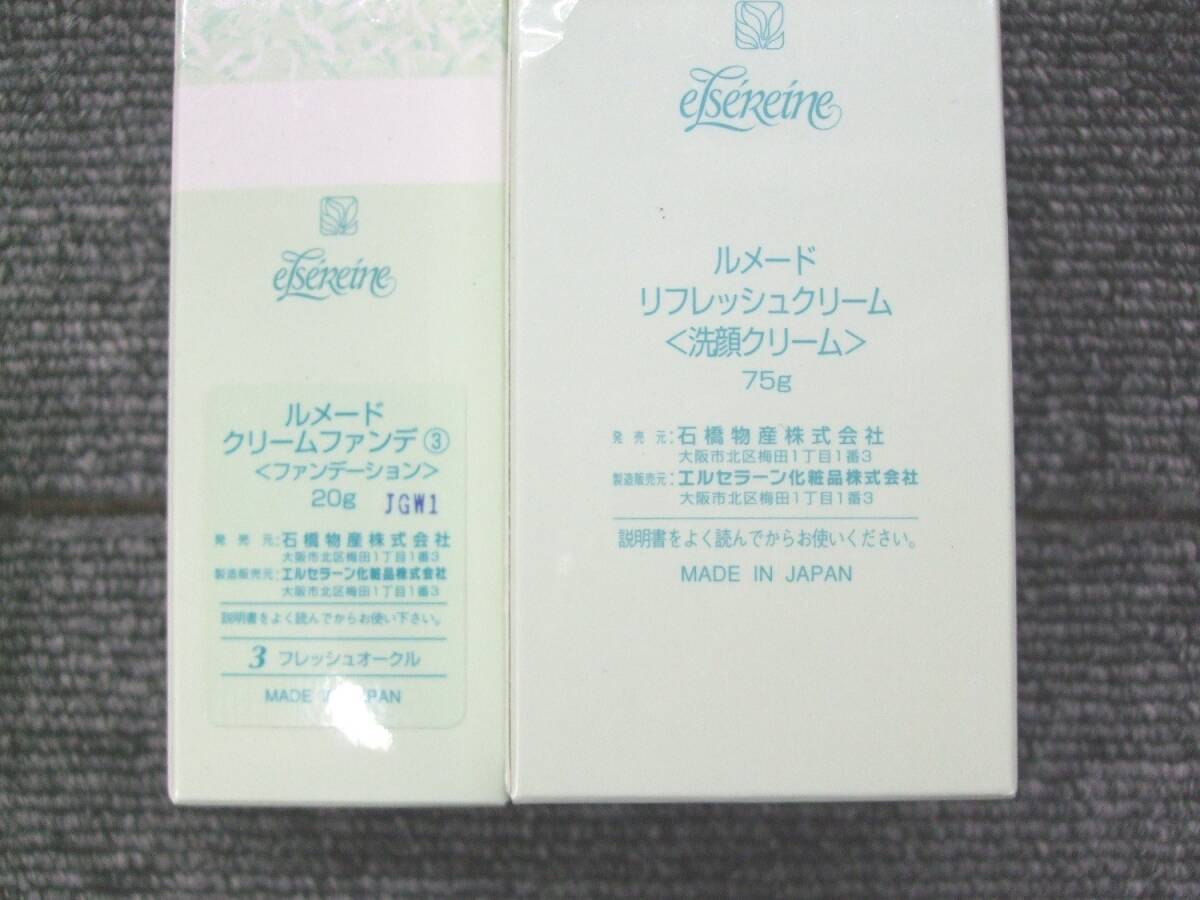 elséreine
ルメード
クリームファンデ③
<ファンデーション>
20g JGW1
発売元:石橋物産株式会社
大阪市北区梅田1丁目1番3
製造販売元:エルセラーン化粧品株式会社
大阪市北区梅田1丁目1番3
説明書をよく読んでからお使い下さい。
3 フレッシュオークル
MADE IN JAPAN
elséreine
ルメード
リフレッシュクリーム
<洗顔クリーム>
75g
発売元:石橋物産株式会社
大阪市北区梅田1丁目1番3
製造販売元:エルセラーン化粧品株式会社
大阪市北区梅田1丁目1番3
説明書をよく読んでからお使いください。
MADE IN JAPAN